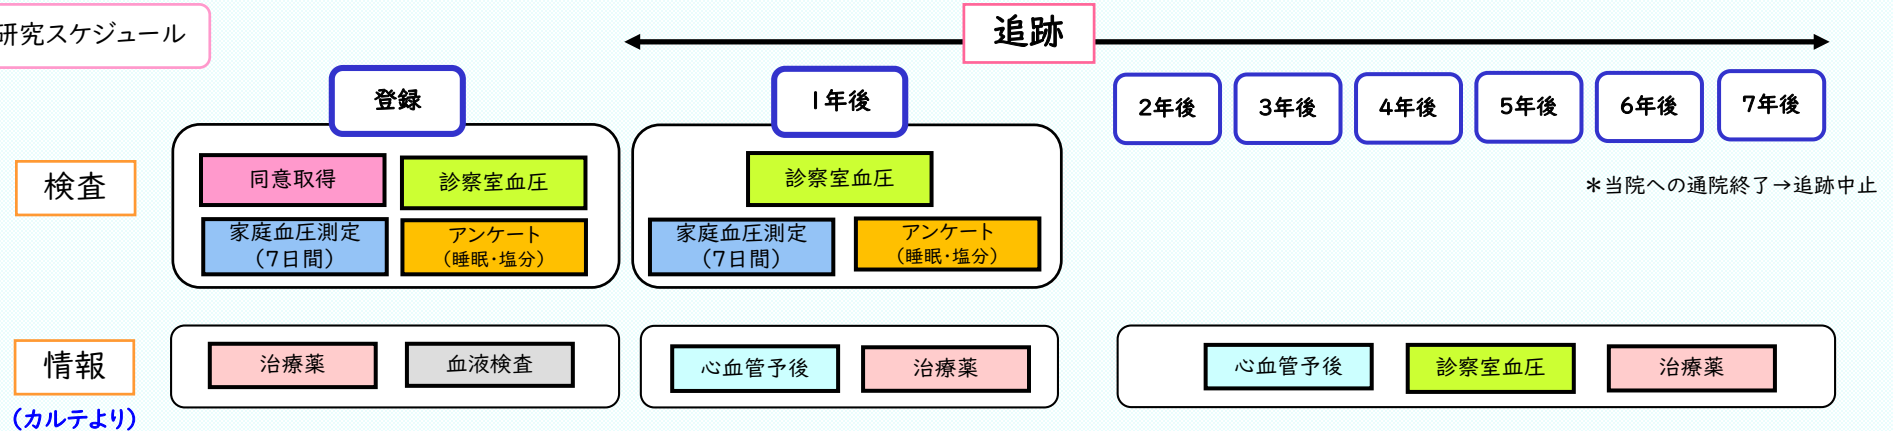 研究スケジュール
追跡
登録
1年後
2年後
3年後
4年後
5年後
6年後
7年後
検査
同意取得
診察室血圧
家庭血圧測定
(7日間)
アンケート
(睡眠・塩分)
診察室血圧
家庭血圧測定
(7日間)
アンケート
(睡眠・塩分)
*当院への通院終了→追跡中止
情報
(カルテより)
治療薬
血液検査
心血管予後
治療薬
心血管予後
診察室血圧
治療薬